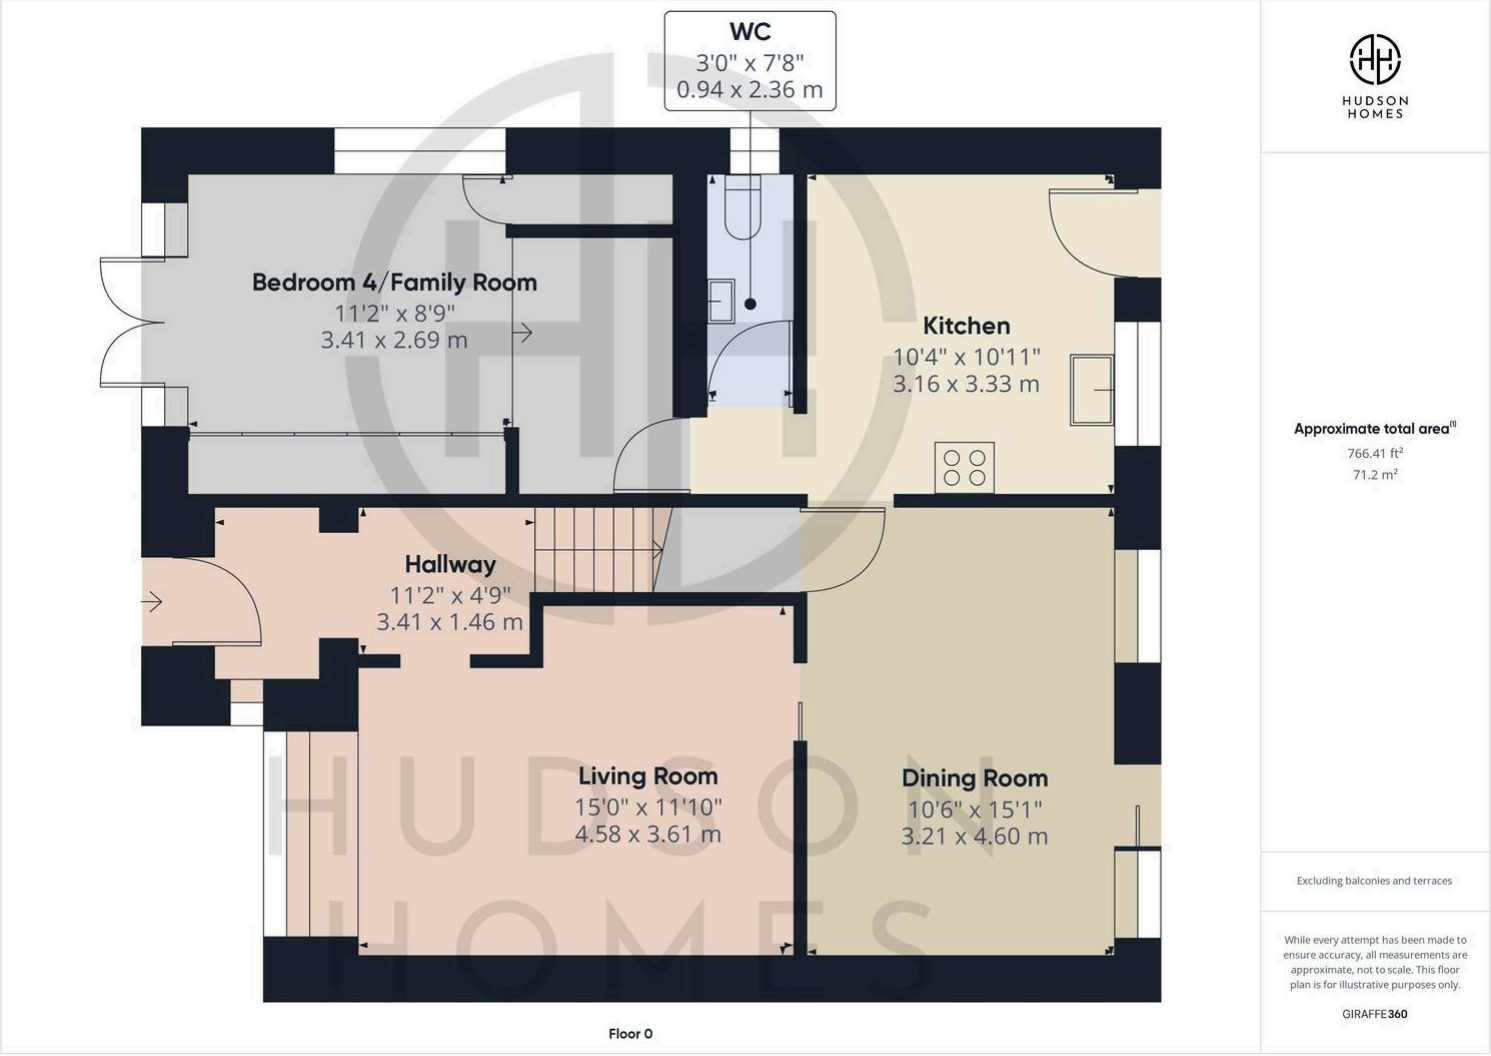 WC
3'0" x 7'8"
0.94 x 2.36 m
HUDSON
HOMES
Bedroom 4/Family Room
11'2" x 8'9"
3.41 x 2.69 m
Kitchen
10'4" x 10'11"
3.16 x 3.33 m
Hallway
11'2" x 4'9"
3.41 x 1.46 m
Living Room
15'0" x 11'10"
4.58 x 3.61 m
Dining Room
10'6" x 15'1"
3.21 x 4.60 m
HUDSON
HOMES
Floor 0
Approximate total area(1)
766.41 ft²
71.2 m²
Excluding balconies and terraces
While every attempt has been made to
ensure accuracy, all measurements are
approximate, not to scale. This floor
plan is for illustrative purposes only.
GIRAFFE360